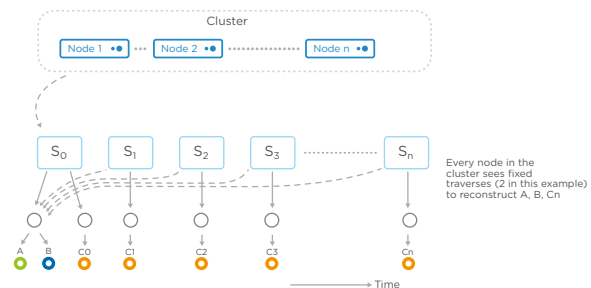 Cluster
Node 1 Node 2 Node n
S0 S1 S2 S3 Sn
Every node in the
cluster sees fixed
traverses (2 in this example)
to reconstruct A, B, Cn
A B C0 C1 C2 C3 Cn
Time